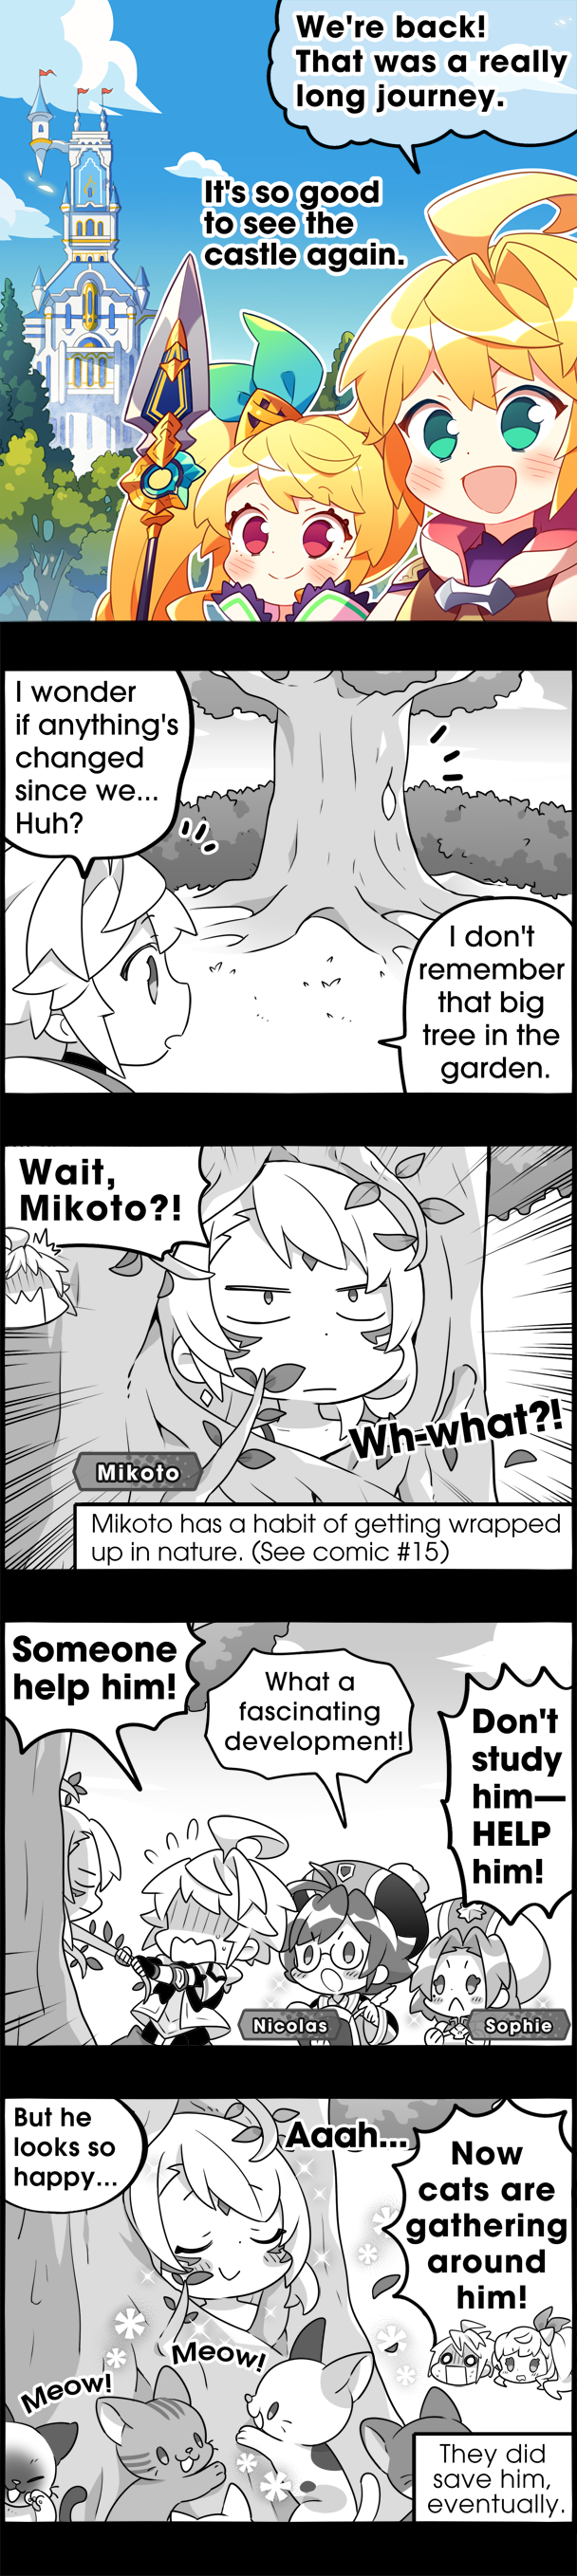 We're back!
That was a really
long journey.
It's so good
to see the
castle again.
I wonder
if anything's
changed
since we...
Huh?
I don't
remember
that big
tree in the
garden.
Wait,
Mikoto?!
Wh-what?!
Mikoto
Mikoto has a habit of getting wrapped
up in nature. (See comic #15)
Someone
help him!
What a
fascinating
development!
Don't
study
him—
HELP
him!
Nicolas
Sophie
But he
looks so
happy...
Aaah...
Now
cats are
gathering
around
him!
Meow!
Meow!
They did
save him,
eventually.